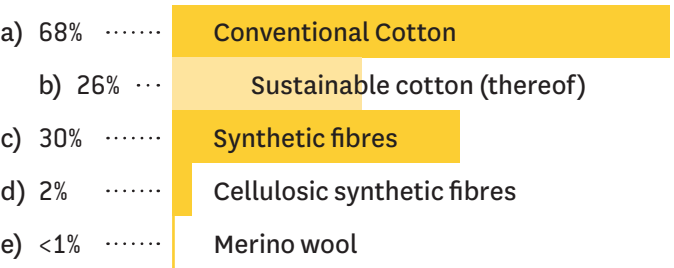 a) 68% ······· Conventional Cotton
b) 26% ··· Sustainable cotton (thereof)
c) 30% ······· Synthetic fibres
d) 2% ······· Cellulosic synthetic fibres
e) <1% ······· Merino wool